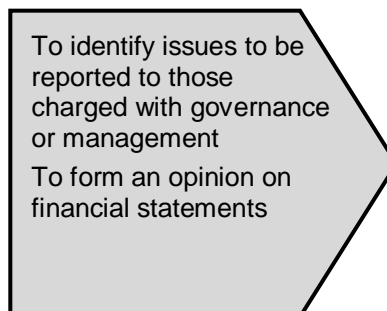 To identify issues to be
reported to those
charged with governance
or management
To form an opinion on
financial statements